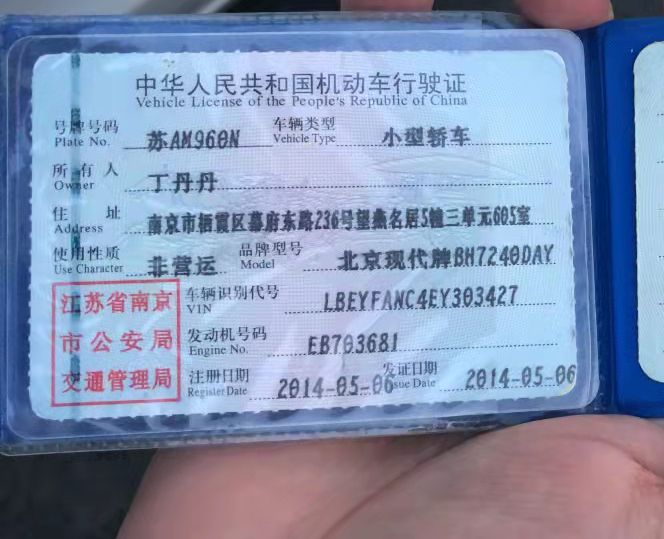 中华人民共和国机动车行驶证
Vehicle License of the People's Republic of China
号牌号码 苏AM960N 车辆类型 小型轿车
Plate No. Vehicle Type
所有人 丁丹丹
Owner
住址 南京市栖霞区幕府东路236号望燕名居5幢三单元605室
Address
使用性质 非营运 品牌型号 北京现代牌BH7240DAY
Use Character Model
江苏省南京
市公安局
交通管理局
车辆识别代号 LBEYFANC4EY303427
VIN
发动机号码 EB703681
Engine No.
注册日期 2014-05-06 发证日期 2014-05-06
Register Date ssue Date